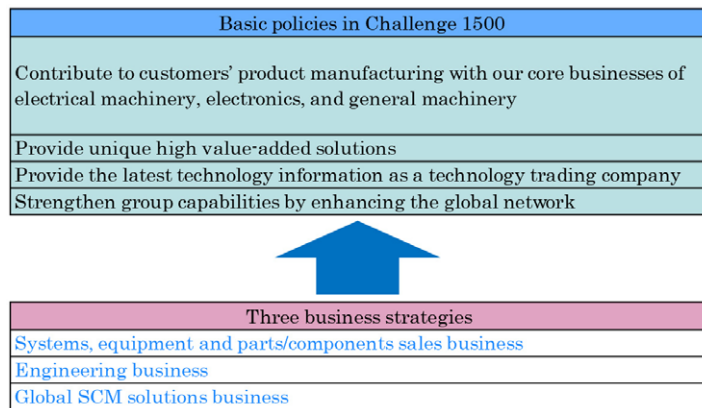 Basic policies in Challenge 1500
Contribute to customers' product manufacturing with our core businesses of
electrical machinery, electronics, and general machinery
Provide unique high value-added solutions
Provide the latest technology information as a technology trading company
Strengthen group capabilities by enhancing the global network
Three business strategies
Systems, equipment and parts/components sales business
Engineering business
Global SCM solutions business